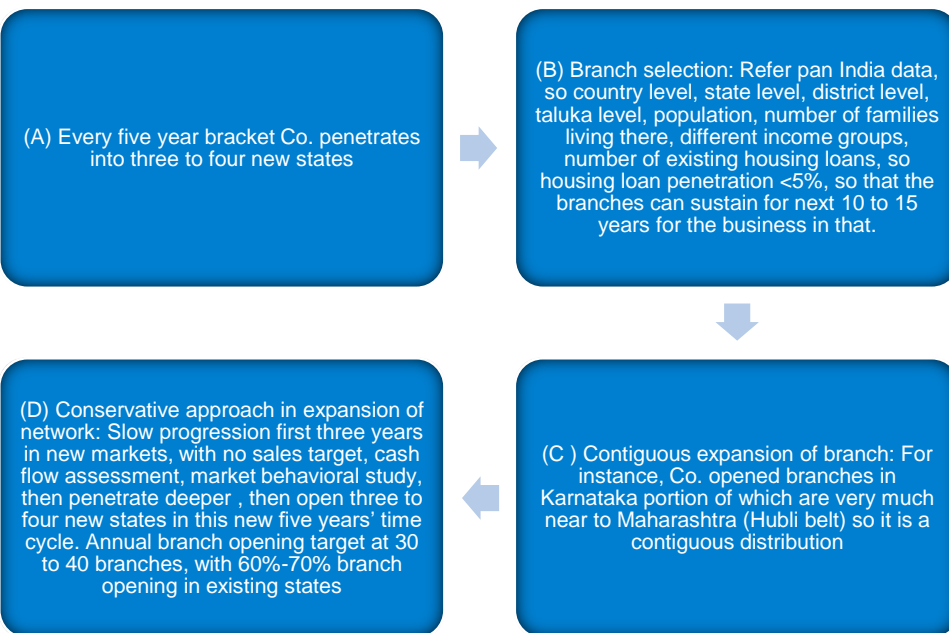 (A) Every five year bracket Co. penetrates
into three to four new states
(B) Branch selection: Refer pan India data,
so country level, state level, district level,
taluka level, population, number of families
living there, different income groups,
number of existing housing loans, so
housing loan penetration <5%, so that the
branches can sustain for next 10 to 15
years for the business in that.
(C ) Contiguous expansion of branch: For
instance, Co. opened branches in
Karnataka portion of which are very much
near to Maharashtra (Hubli belt) so it is a
contiguous distribution
(D) Conservative approach in expansion of
network: Slow progression first three years
in new markets, with no sales target, cash
flow assessment, market behavioral study,
then penetrate deeper , then open three to
four new states in this new five years’ time
cycle. Annual branch opening target at 30
to 40 branches, with 60%-70% branch
opening in existing states